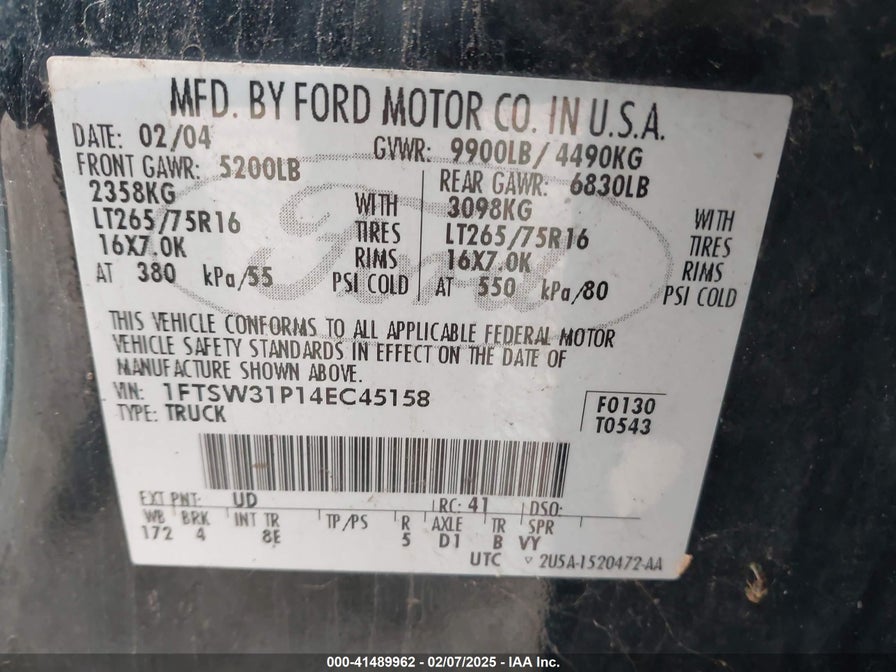 MFD. BY FORD MOTOR CO. IN U.S.A.
DATE: 02/04 GVWR: 9900LB/4490KG
FRONT GAWR: 5200LB REAR GAWR: 6830LB
2358KG WITH 3098KG WITH
LT265/75R16 TIRES LT265/75R16 TIRES
16X7.0K RIMS 16X7.0K RIMS
AT 380 kPa/55 PSI COLD AT 550 kPa/80 PSI COLD
Ford
THIS VEHICLE CONFORMS TO ALL APPLICABLE FEDERAL MOTOR
VEHICLE SAFETY STANDARDS IN EFFECT ON THE DATE OF
MANUFACTURE SHOWN ABOVE.
VIN: 1FTSW31P14EC45158 F0130
TYPE: TRUCK T0543
EXT PNT: UD RC: 41 DSO:
WB BRK INT TR TP/PS R AXLE TR SPR
172 4 8E 5 D1 B VY
UTC ▽ 2U5A-1520472-AA
000-41489962 - 02/07/2025 - IAA Inc.